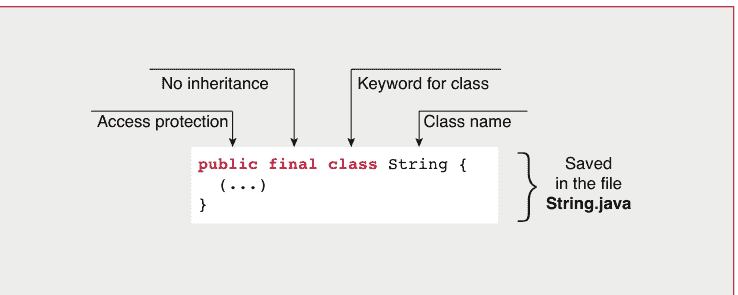 No inheritance
Keyword for class
Access protection
Class name
public final class String {
(...)
}
Saved
in the file
String.java